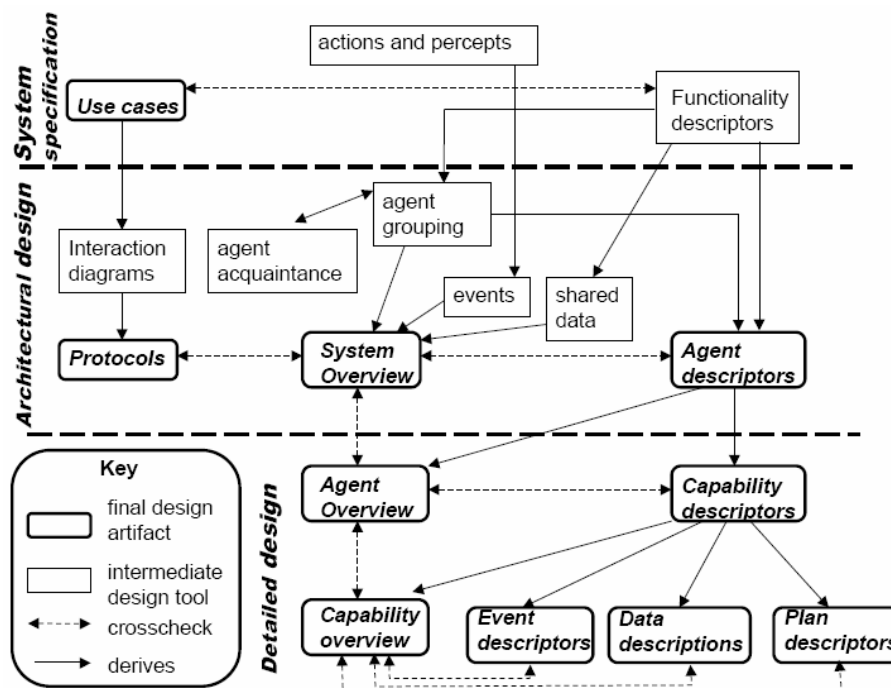 System
specification
actions and percepts
Use cases
Functionality
descriptors
Architectural design
Interaction
diagrams
agent
acquaintance
agent
grouping
events
shared
data
Protocols
System
Overview
Agent
descriptors
Key
final design
artifact
intermediate
design tool
crosscheck
derives
Detailed design
Agent
Overview
Capability
descriptors
Capability
overview
Event
descriptors
Data
descriptions
Plan
descriptors